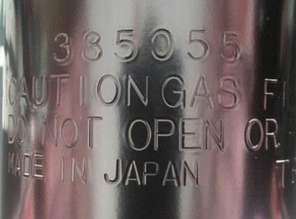 335055
CAUTION GAS
DO NOT OPEN OR
MADE IN JAPAN